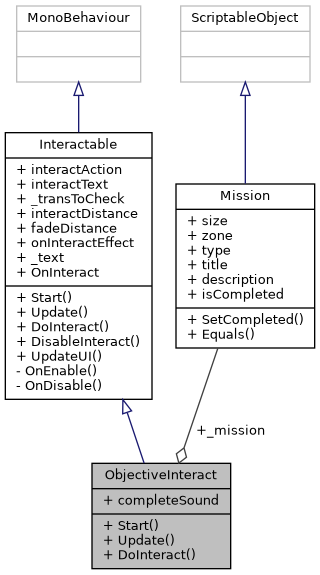 MonoBehaviour
ScriptableObject
Interactable
+ interactAction
+ interactText
+ _transToCheck
+ interactDistance
+ fadeDistance
+ onInteractEffect
+ _text
+ OnInteract
+ Start()
+ Update()
+ DoInteract()
+ DisableInteract()
+ UpdateUI()
- OnEnable()
- OnDisable()
Mission
+ size
+ zone
+ type
+ title
+ description
+ isCompleted
+ SetCompleted()
+ Equals()
+_mission
ObjectiveInteract
+ completeSound
+ Start()
+ Update()
+ DoInteract()